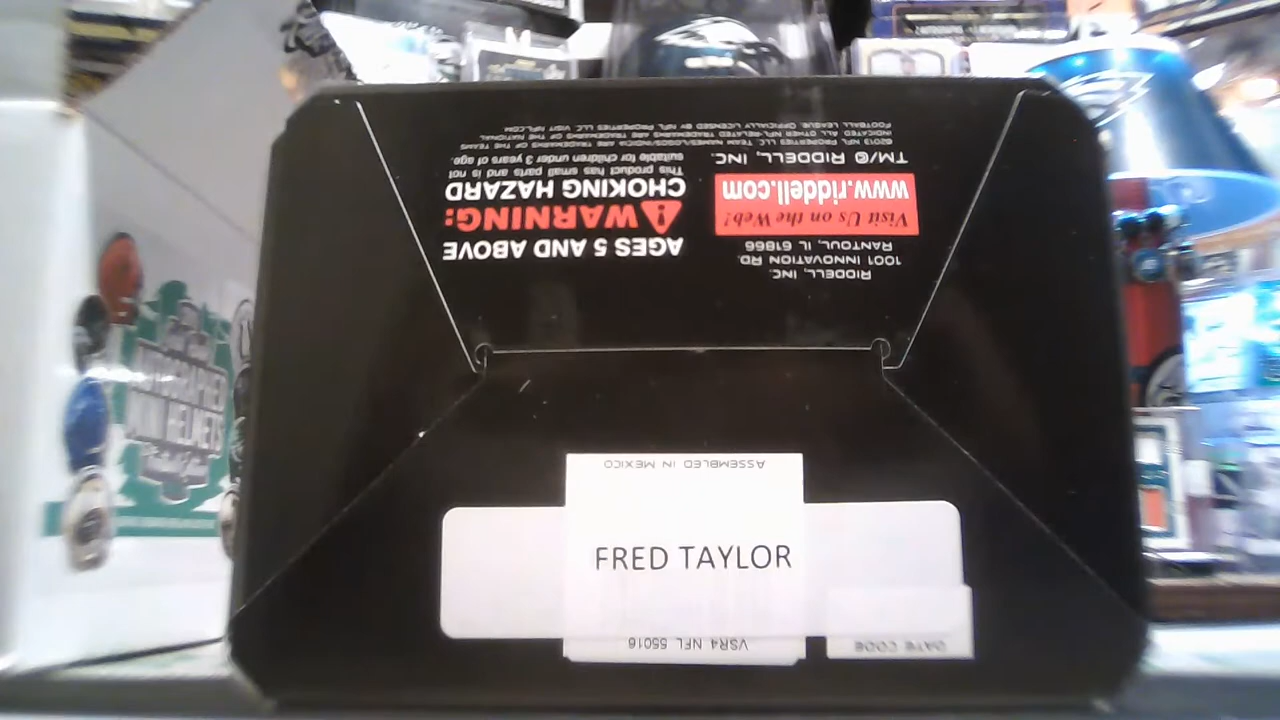 FRED TAYLOR
ASSEMBLED IN MEXICO
VSR4 NFL 55016
DATE CODE
RIDDELL, INC.
1001 INNOVATION RD.
RANTOUL, IL 61866
Visit Us on the Web!
www.riddell.com
TM/© RIDDELL, INC.
AGES 5 AND ABOVE
WARNING:
CHOKING HAZARD
This product has small parts and is not
suitable for children under 3 years of age.
©2013 NFL PROPERTIES LLC. TEAM NAMES/LOGOS/INDICIA ARE TRADEMARKS OF THE TEAMS
INDICATED. ALL OTHER NFL-RELATED TRADEMARKS ARE TRADEMARKS OF THE NATIONAL
FOOTBALL LEAGUE. OFFICIALLY LICENSED BY NFL PROPERTIES LLC. VISIT NFL.COM
AUTOGRAPHED
MINI HELMETS